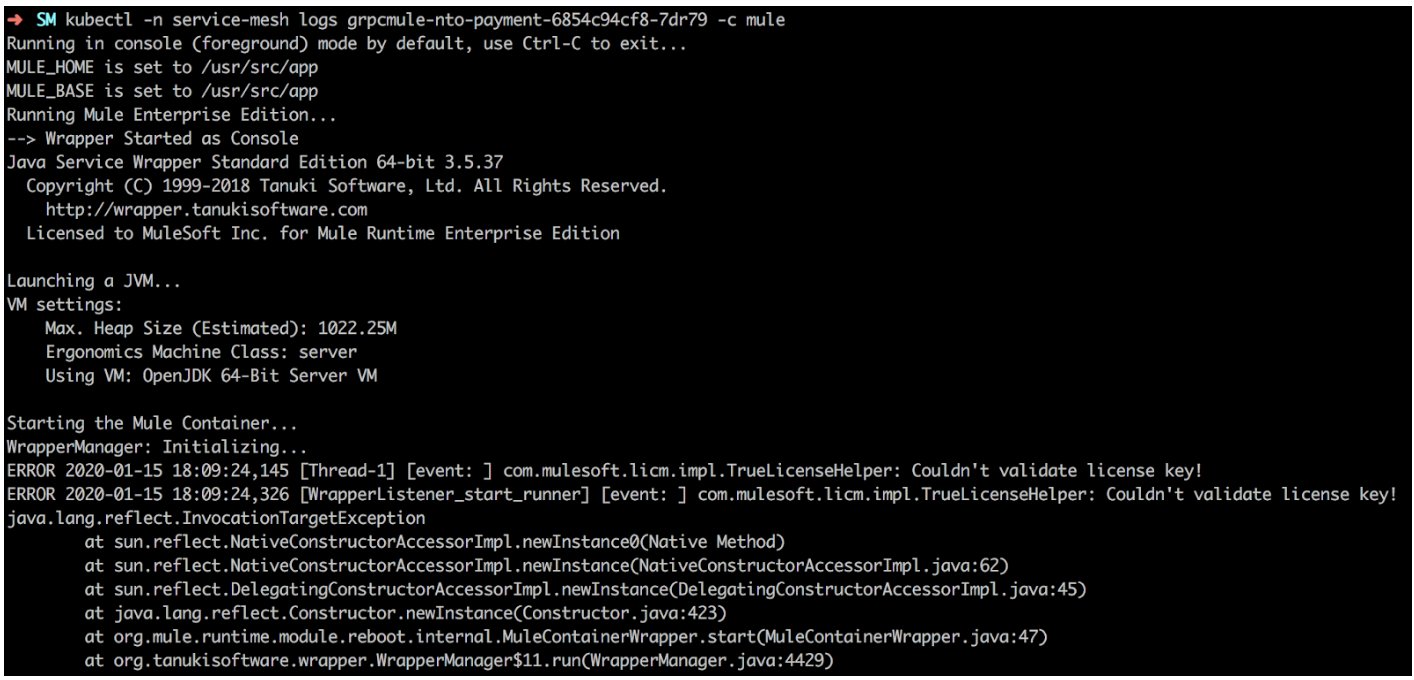 ➜ SM kubectl -n service-mesh logs grpcmule-nto-payment-6854c94cf8-7dr79 -c mule
Running in console (foreground) mode by default, use Ctrl-C to exit...
MULE_HOME is set to /usr/src/app
MULE_BASE is set to /usr/src/app
Running Mule Enterprise Edition...
--> Wrapper Started as Console
Java Service Wrapper Standard Edition 64-bit 3.5.37
  Copyright (C) 1999-2018 Tanuki Software, Ltd. All Rights Reserved.
    http://wrapper.tanukisoftware.com
  Licensed to MuleSoft Inc. for Mule Runtime Enterprise Edition

Launching a JVM...
VM settings:
    Max. Heap Size (Estimated): 1022.25M
    Ergonomics Machine Class: server
    Using VM: OpenJDK 64-Bit Server VM

Starting the Mule Container...
WrapperManager: Initializing...
ERROR 2020-01-15 18:09:24,145 [Thread-1] [event: ] com.mulesoft.licm.impl.TrueLicenseHelper: Couldn't validate license key!
ERROR 2020-01-15 18:09:24,326 [WrapperListener_start_runner] [event: ] com.mulesoft.licm.impl.TrueLicenseHelper: Couldn't validate license key!
java.lang.reflect.InvocationTargetException
        at sun.reflect.NativeConstructorAccessorImpl.newInstance0(Native Method)
        at sun.reflect.NativeConstructorAccessorImpl.newInstance(NativeConstructorAccessorImpl.java:62)
        at sun.reflect.DelegatingConstructorAccessorImpl.newInstance(DelegatingConstructorAccessorImpl.java:45)
        at java.lang.reflect.Constructor.newInstance(Constructor.java:423)
        at org.mule.runtime.module.reboot.internal.MuleContainerWrapper.start(MuleContainerWrapper.java:47)
        at org.tanukisoftware.wrapper.WrapperManager$11.run(WrapperManager.java:4429)